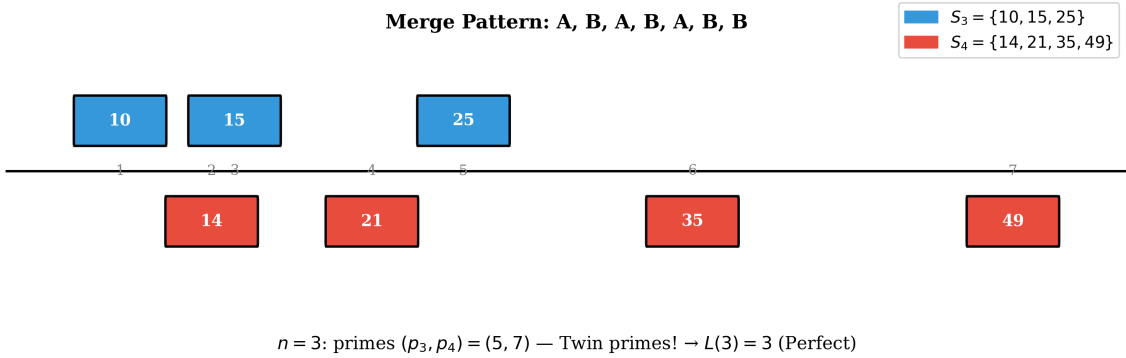 Merge Pattern: A, B, A, B, A, B, B
S₃ = {10, 15, 25}
S₄ = {14, 21, 35, 49}
10 15 25
1 2 3 4 5 6 7
14 21 35 49
n = 3: primes (p₃, p₄) = (5, 7) — Twin primes! → L(3) = 3 (Perfect)